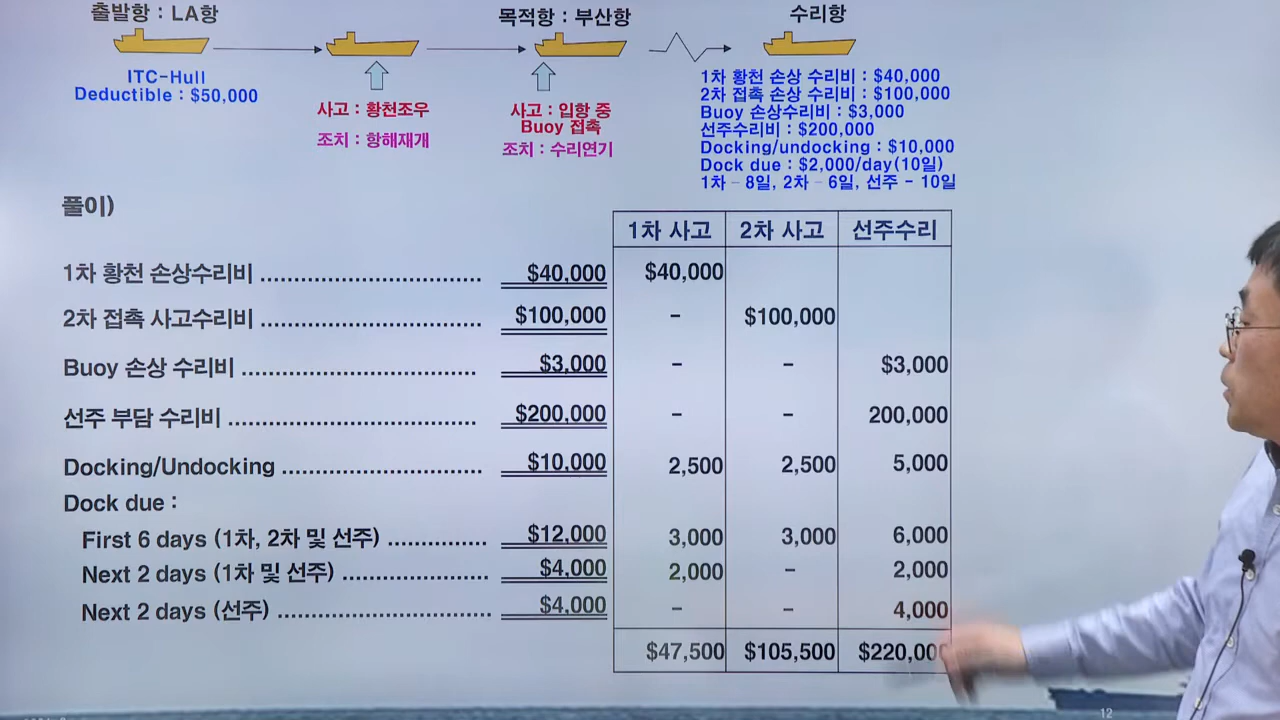 출발항 : LA항
목적항 : 부산항
수리항
ITC-Hull
Deductible : $50,000
사고 : 황천조우
조치 : 항해재개
사고 : 입항 중
Buoy 접촉
조치 : 수리연기
1차 황천 손상 수리비 : $40,000
2차 접촉 손상 수리비 : $100,000
Buoy 손상수리비 : $3,000
선주수리비 : $200,000
Docking/undocking : $10,000
Dock due : $2,000/day(10일)
1차 - 8일, 2차 - 6일, 선주 - 10일
풀이)
1차 사고 2차 사고 선주수리
1차 황천 손상수리비 ................................ $40,000 $40,000
2차 접촉 사고수리비 ................................ $100,000 - $100,000
Buoy 손상 수리비 ................................... $3,000 - - $3,000
선주 부담 수리비 ..................................... $200,000 - - 200,000
Docking/Undocking ............................. $10,000 2,500 2,500 5,000
Dock due :
First 6 days (1차, 2차 및 선주) ............... $12,000 3,000 3,000 6,000
Next 2 days (1차 및 선주) ...................... $4,000 2,000 - 2,000
Next 2 days (선주) ................................ $4,000 - - 4,000
$47,500 $105,500 $220,00
12